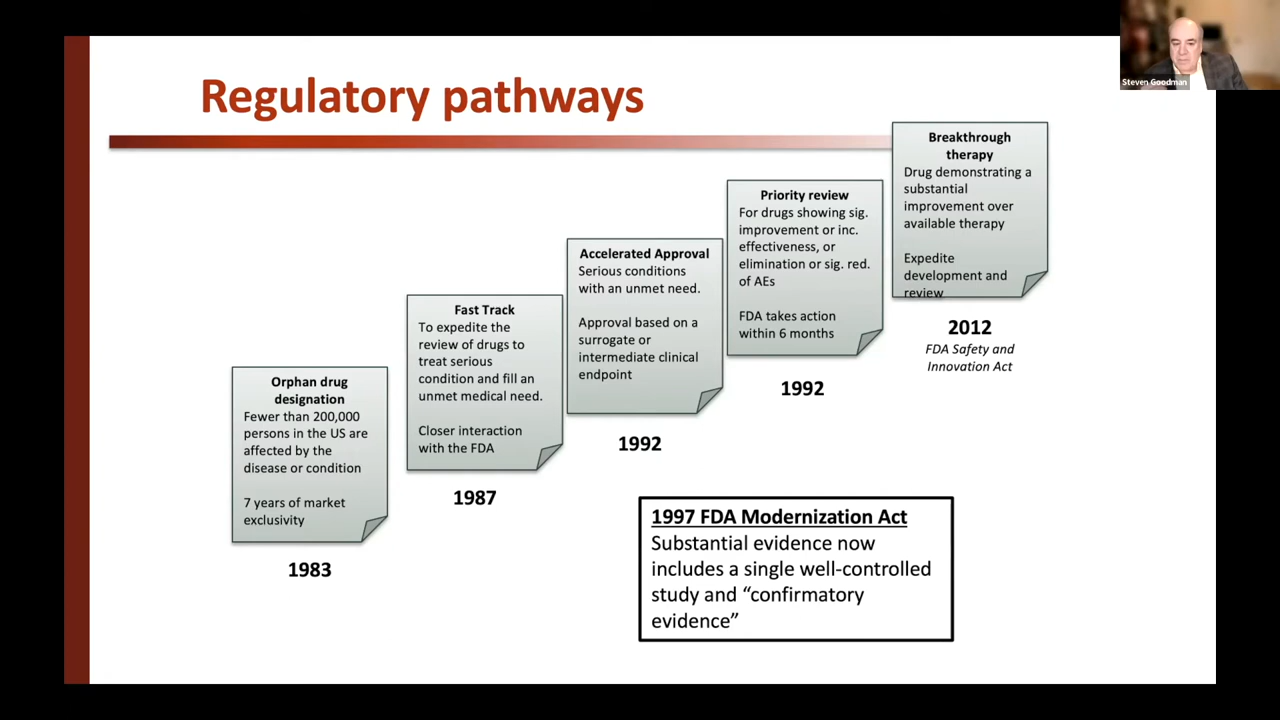 Steven Goodman
Regulatory pathways
Orphan drug
designation
Fewer than 200,000
persons in the US are
affected by the
disease or condition
7 years of market
exclusivity
1983
Fast Track
To expedite the
review of drugs to
treat serious
condition and fill an
unmet medical need.
Closer interaction
with the FDA
1987
Accelerated Approval
Serious conditions
with an unmet need.
Approval based on a
surrogate or
intermediate clinical
endpoint
1992
Priority review
For drugs showing sig.
improvement or inc.
effectiveness, or
elimination or sig. red.
of AEs
FDA takes action
within 6 months
1992
Breakthrough
therapy
Drug demonstrating a
substantial
improvement over
available therapy
Expedite
development and
review
2012
FDA Safety and
Innovation Act
1997 FDA Modernization Act
Substantial evidence now
includes a single well-controlled
study and “confirmatory
evidence”